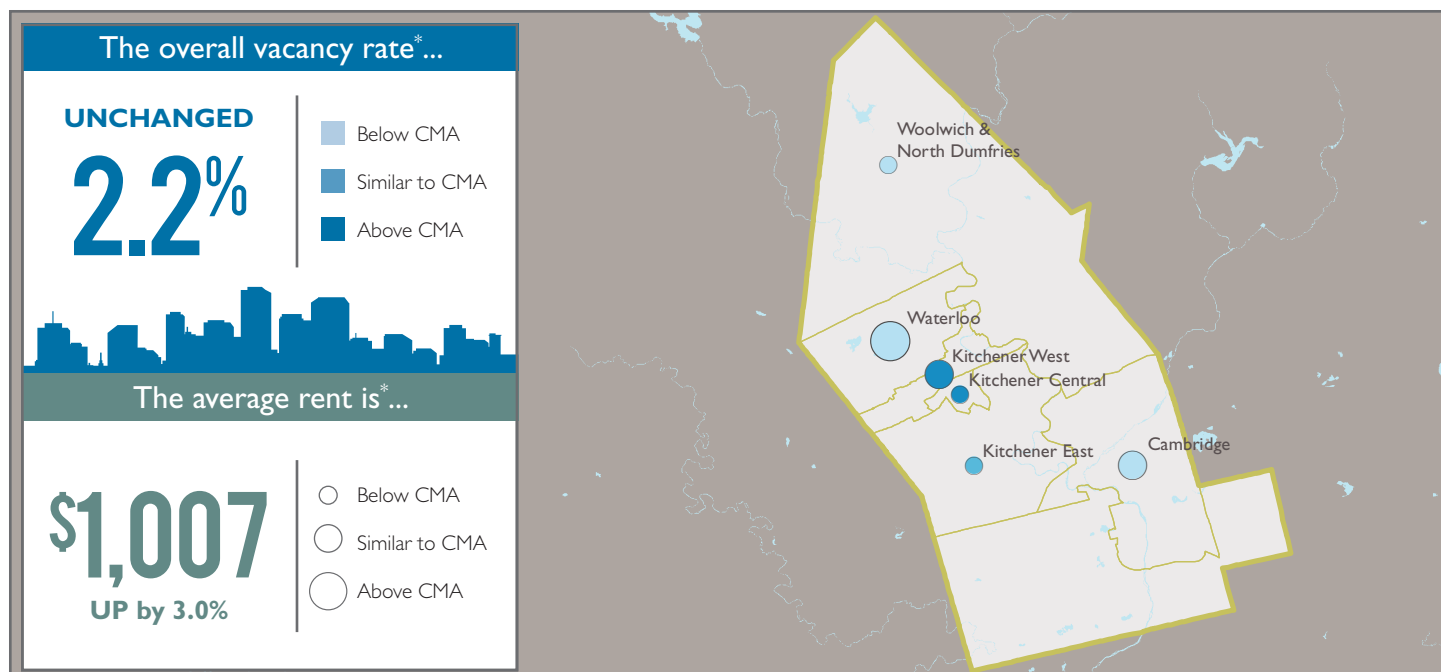 The overall vacancy rate*...
UNCHANGED
2.2%
Below CMA
Similar to CMA
Above CMA
The average rent is*...
$1,007
UP by 3.0%
Below CMA
Similar to CMA
Above CMA
Woolwich &
North Dumfries
Waterloo
Kitchener West
Kitchener Central
Kitchener East
Cambridge